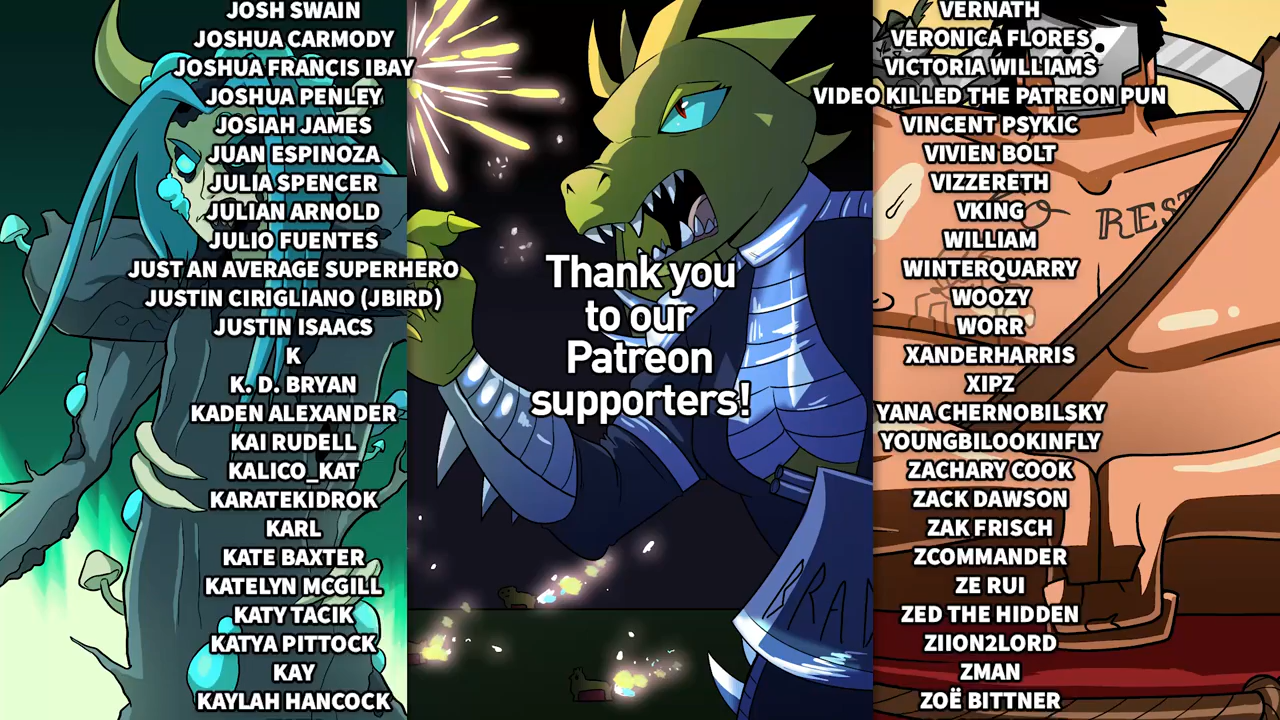 JOSH SWAIN
JOSHUA CARMODY
JOSHUA FRANCIS IBAY
JOSHUA PENLEY
JOSIAH JAMES
JUAN ESPINOZA
JULIA SPENCER
JULIAN ARNOLD
JULIO FUENTES
JUST AN AVERAGE SUPERHERO
JUSTIN CIRIGLIANO (JBIRD)
JUSTIN ISAACS
K
K. D. BRYAN
KADEN ALEXANDER
KAI RUDELL
KALICO_KAT
KARATEKIDROK
KARL
KATE BAXTER
KATELYN MCGILL
KATY TACIK
KATYA PITTOCK
KAY
KAYLAH HANCOCK
Thank you
to our
Patreon
supporters!
VERNATH
VERONICA FLORES
VICTORIA WILLIAMS
VIDEO KILLED THE PATREON PUN
VINCENT PSYKIC
VIVIEN BOLT
VIZZERETH
VKING
WILLIAM
WINTERQUARRY
WOOZY
WORR
XANDERHARRIS
XIPZ
YANA CHERNOBILSKY
YOUNGBILOOKINFLY
ZACHARY COOK
ZACK DAWSON
ZAK FRISCH
ZCOMMANDER
ZE RUI
ZED THE HIDDEN
ZIION2LORD
ZMAN
ZOË BITTNER
REST